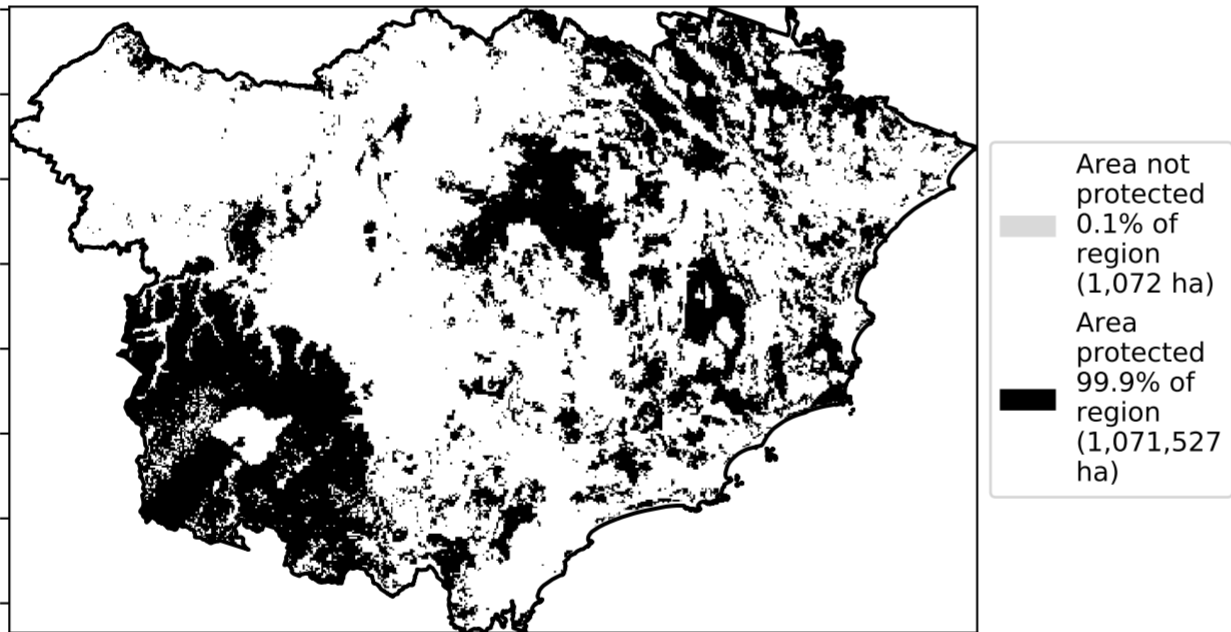 Area not
protected
0.1% of
region
(1,072 ha)
Area
protected
99.9% of
region
(1,071,527
ha)